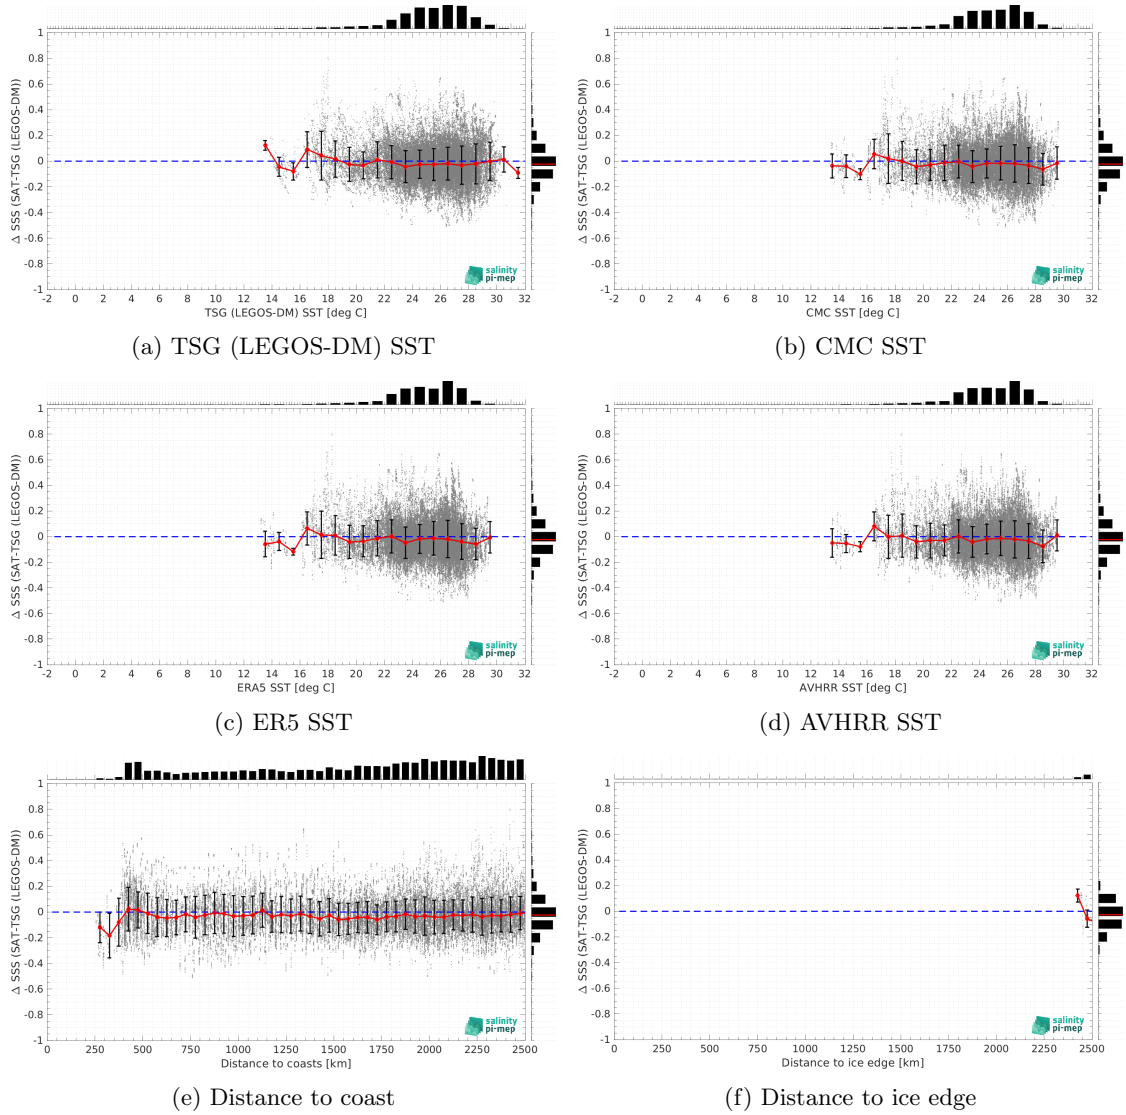 1
0.8
0.6
0.4
0.2
0
-0.2
-0.4
-0.6
-0.8
-1
Δ SSS (SAT-TSG (LEGOS-DM))
salinity
pi-mep
-2 0 2 4 6 8 10 12 14 16 18 20 22 24 26 28 30 32
TSG (LEGOS-DM) SST [deg C]
(a) TSG (LEGOS-DM) SST
1
0.8
0.6
0.4
0.2
0
-0.2
-0.4
-0.6
-0.8
-1
Δ SSS (SAT-TSG (LEGOS-DM))
salinity
pi-mep
-2 0 2 4 6 8 10 12 14 16 18 20 22 24 26 28 30 32
CMC SST [deg C]
(b) CMC SST
1
0.8
0.6
0.4
0.2
0
-0.2
-0.4
-0.6
-0.8
-1
Δ SSS (SAT-TSG (LEGOS-DM))
salinity
pi-mep
-2 0 2 4 6 8 10 12 14 16 18 20 22 24 26 28 30 32
ERA5 SST [deg C]
(c) ER5 SST
1
0.8
0.6
0.4
0.2
0
-0.2
-0.4
-0.6
-0.8
-1
Δ SSS (SAT-TSG (LEGOS-DM))
salinity
pi-mep
-2 0 2 4 6 8 10 12 14 16 18 20 22 24 26 28 30 32
AVHRR SST [deg C]
(d) AVHRR SST
1
0.8
0.6
0.4
0.2
0
-0.2
-0.4
-0.6
-0.8
-1
Δ SSS (SAT-TSG (LEGOS-DM))
salinity
pi-mep
0 250 500 750 1000 1250 1500 1750 2000 2250 2500
Distance to coasts [km]
(e) Distance to coast
1
0.8
0.6
0.4
0.2
0
-0.2
-0.4
-0.6
-0.8
-1
Δ SSS (SAT-TSG (LEGOS-DM))
salinity
pi-mep
0 250 500 750 1000 1250 1500 1750 2000 2250 2500
Distance to ice edge [km]
(f) Distance to ice edge